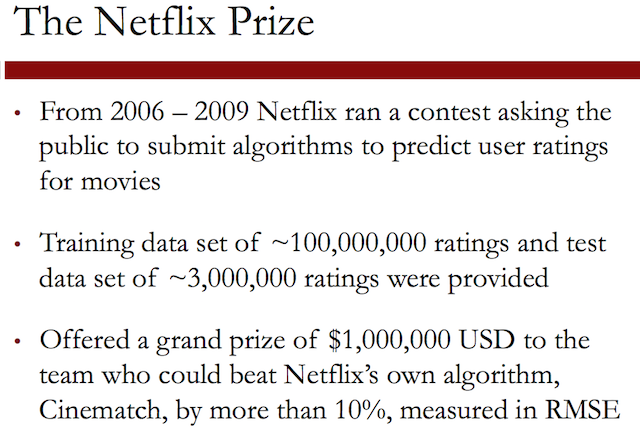 The Netflix Prize
• From 2006 – 2009 Netflix ran a contest asking the
public to submit algorithms to predict user ratings
for movies
• Training data set of ~100,000,000 ratings and test
data set of ~3,000,000 ratings were provided
• Offered a grand prize of $1,000,000 USD to the
team who could beat Netflix’s own algorithm,
Cinematch, by more than 10%, measured in RMSE